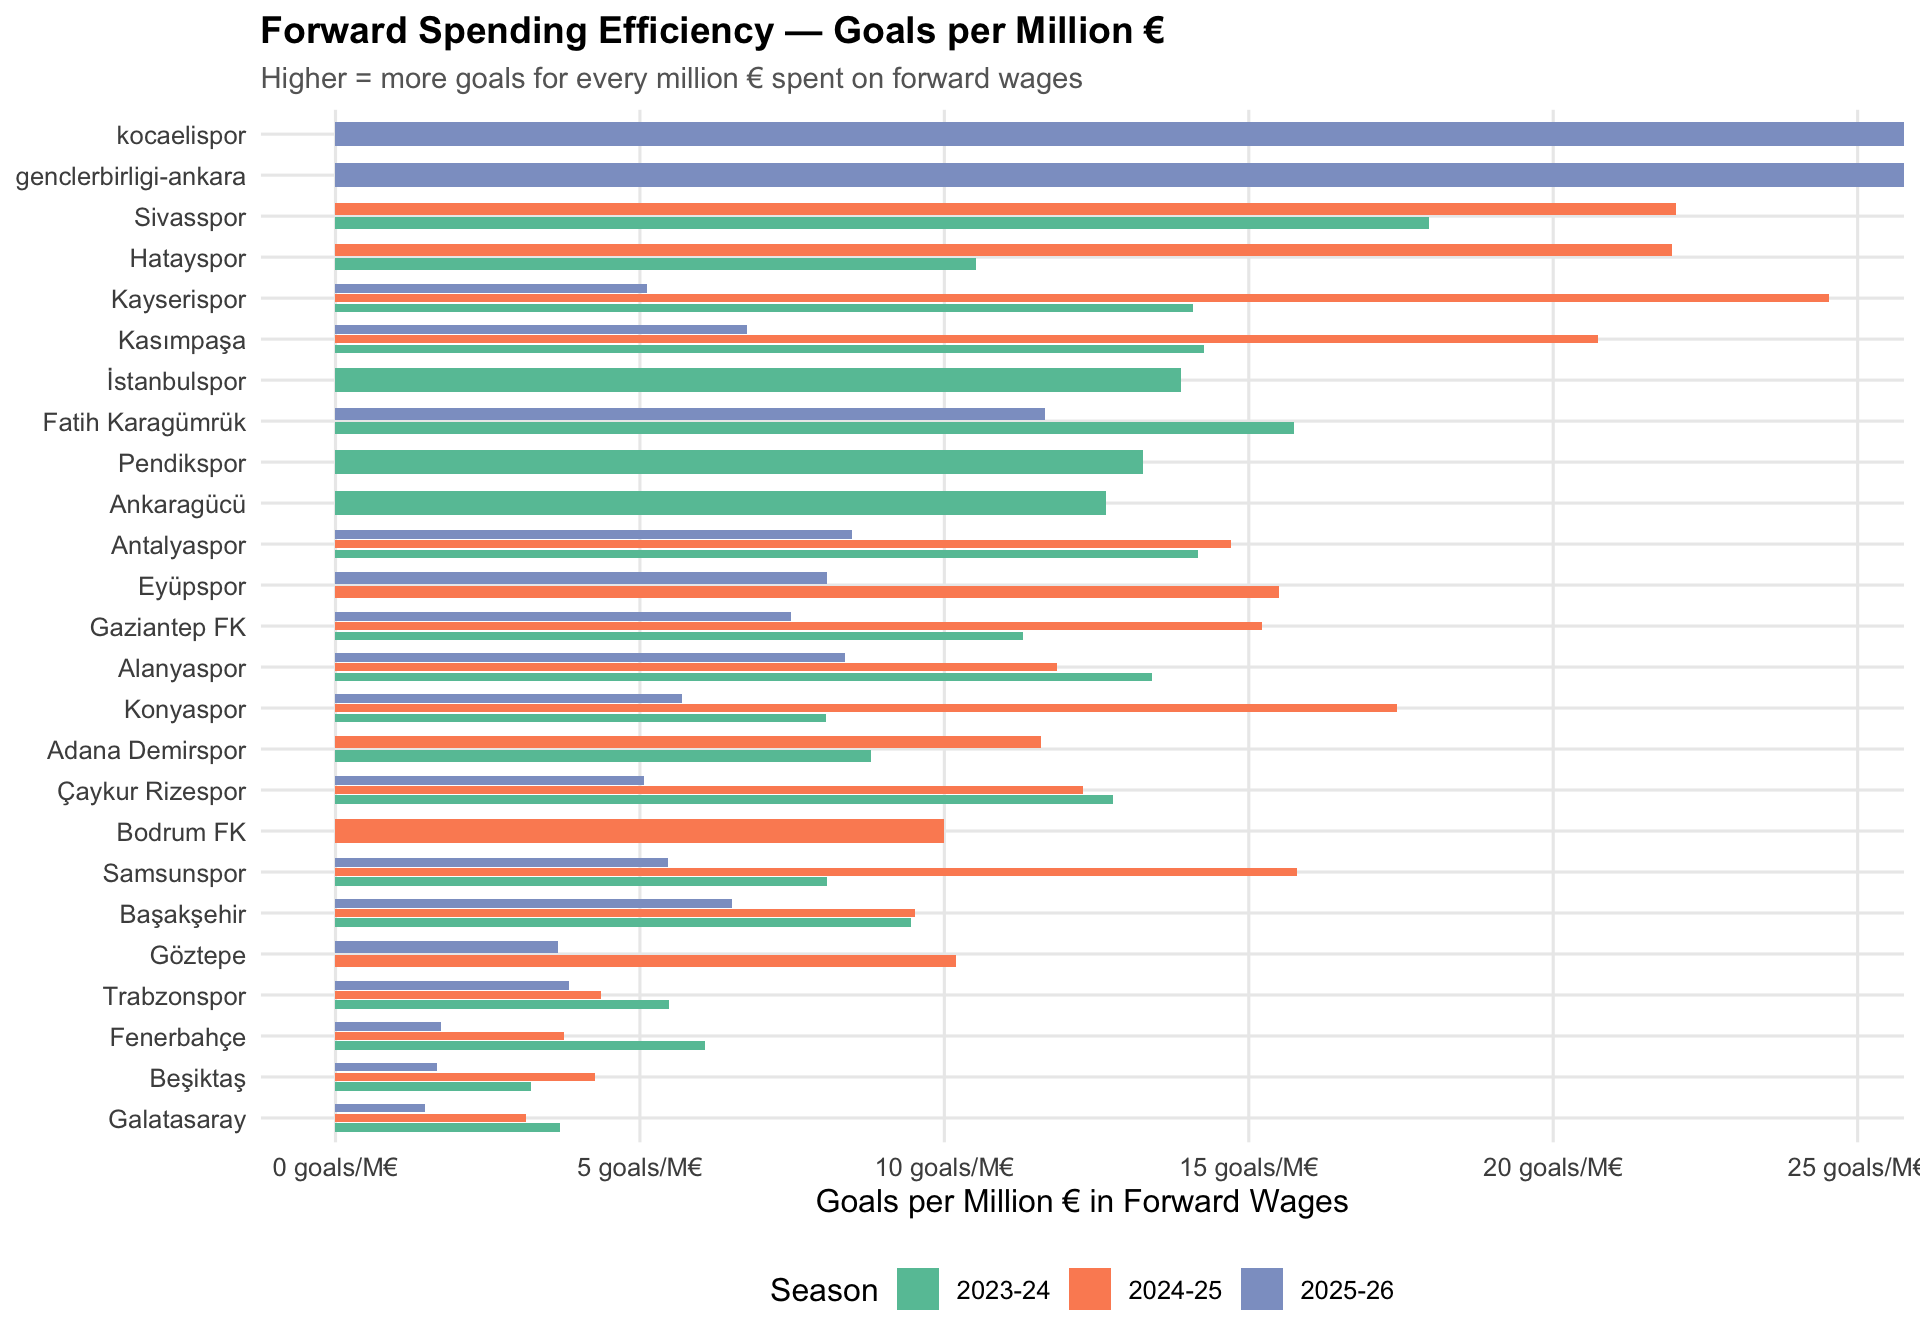 Forward Spending Efficiency — Goals per Million €
Higher = more goals for every million € spent on forward wages
kocaelispor
genclerbirligi-ankara
Sivasspor
Hatayspor
Kayserispor
Kasımpaşa
İstanbulspor
Fatih Karagümrük
Pendikspor
Ankaragücü
Antalyaspor
Eyüpspor
Gaziantep FK
Alanyaspor
Konyaspor
Adana Demirspor
Çaykur Rizespor
Bodrum FK
Samsunspor
Başakşehir
Göztepe
Trabzonspor
Fenerbahçe
Beşiktaş
Galatasaray
0 goals/M€ 5 goals/M€ 10 goals/M€ 15 goals/M€ 20 goals/M€ 25 goals/M€
Goals per Million € in Forward Wages
Season 2023-24 2024-25 2025-26